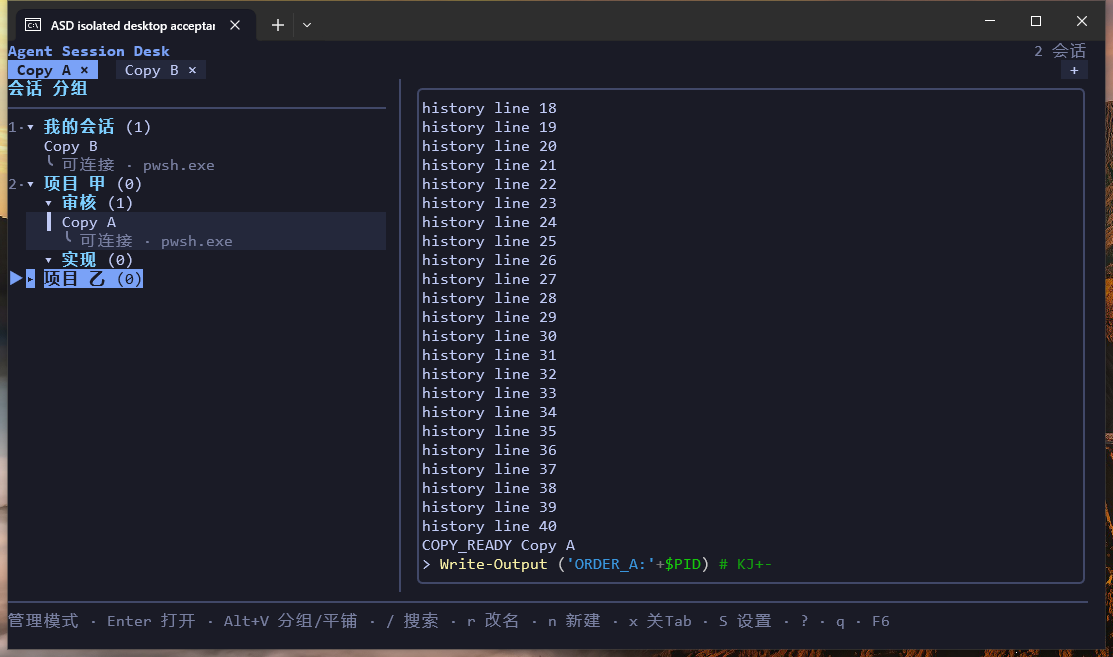 ASD isolated desktop acceptar
Agent Session Desk
2 会话
Copy A × Copy B ×
+
会话 分组
1·▾ 我的会话 (1)
Copy B
╰ 可连接 · pwsh.exe
2·▾ 项目 甲 (0)
▾ 审核 (1)
Copy A
╰ 可连接 · pwsh.exe
▾ 实现 (0)
▶▸ 项目 乙 (0)
history line 18
history line 19
history line 20
history line 21
history line 22
history line 23
history line 24
history line 25
history line 26
history line 27
history line 28
history line 29
history line 30
history line 31
history line 32
history line 33
history line 34
history line 35
history line 36
history line 37
history line 38
history line 39
history line 40
COPY_READY Copy A
> Write-Output ('ORDER_A:'+$PID) # KJ+-
管理模式 · Enter 打开 · Alt+V 分组/平铺 · / 搜索 · r 改名 · n 新建 · x 关Tab · S 设置 · ? · q · F6